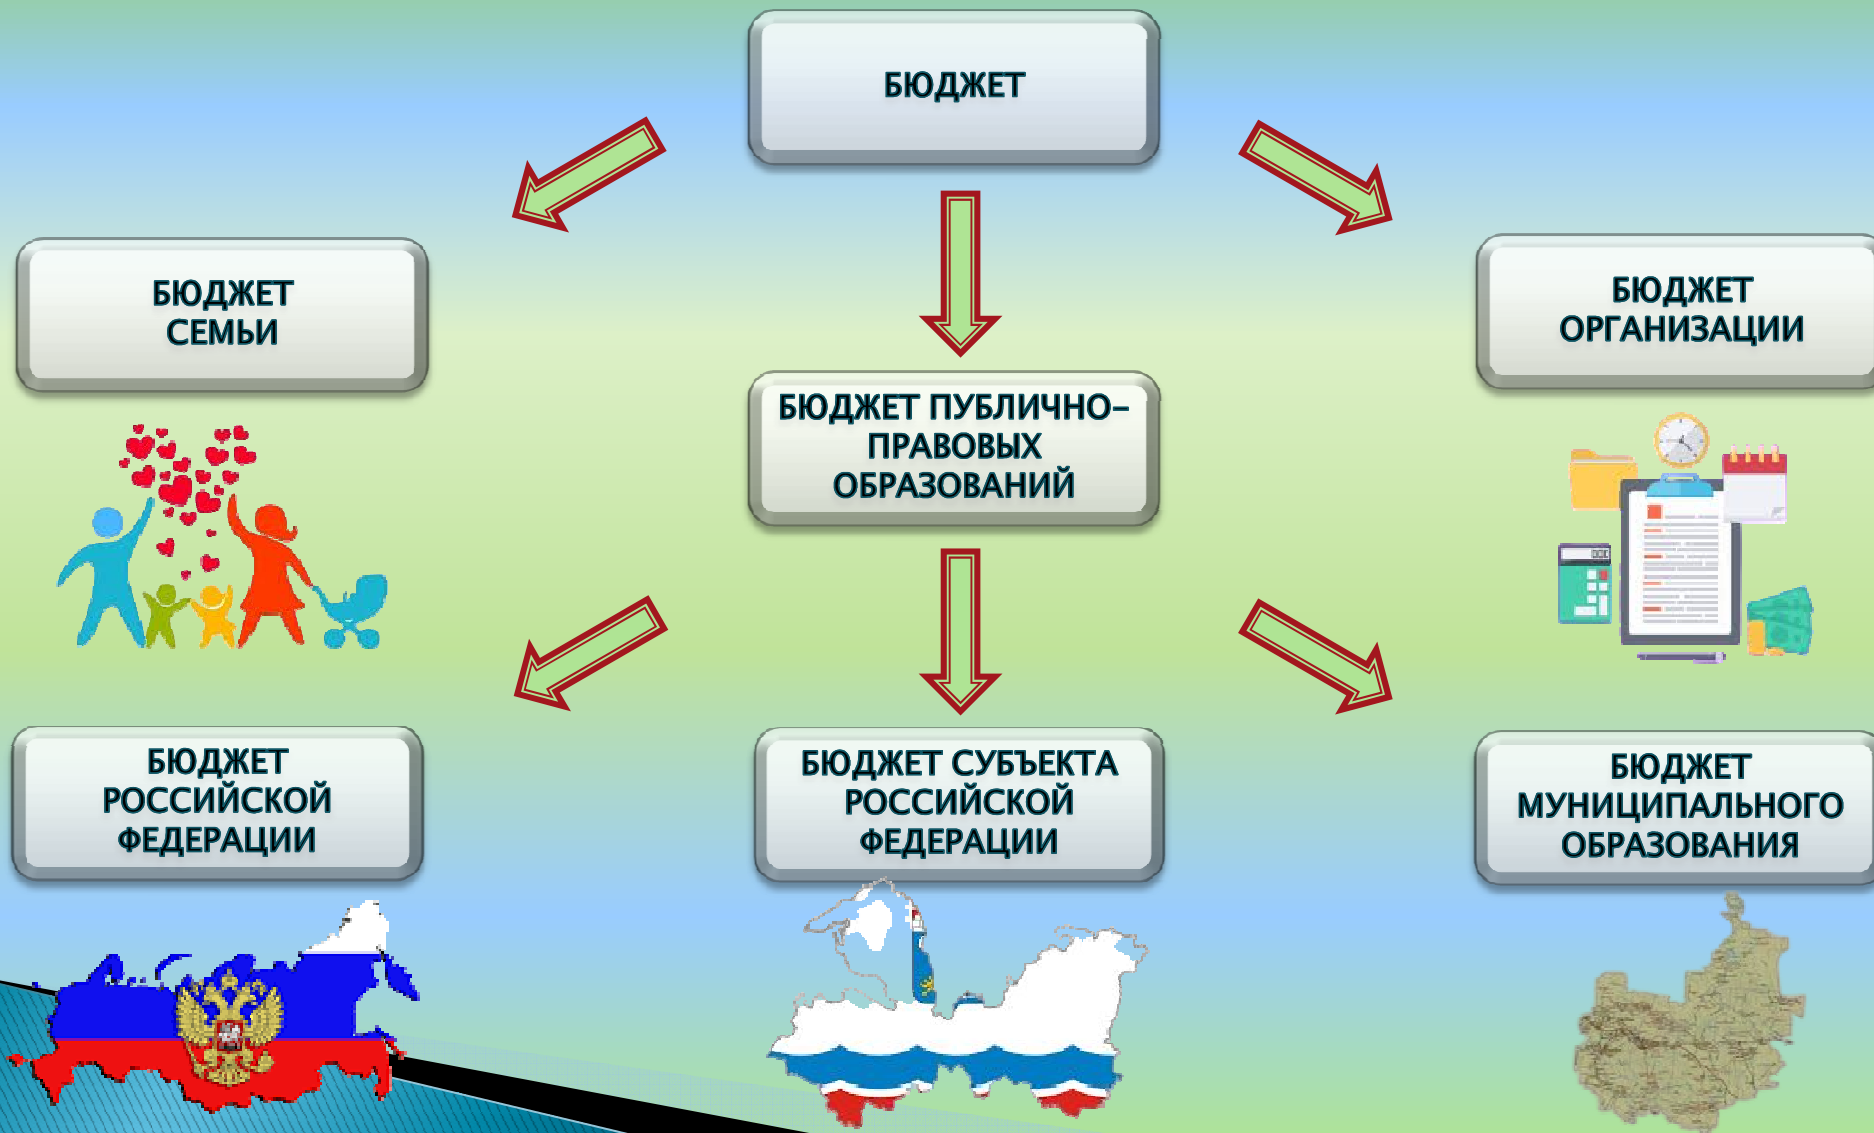 БЮДЖЕТ
БЮДЖЕТ
СЕМЬИ
БЮДЖЕТ
ОРГАНИЗАЦИИ
БЮДЖЕТ ПУБЛИЧНО-
ПРАВОВЫХ
ОБРАЗОВАНИЙ
БЮДЖЕТ
РОССИЙСКОЙ
ФЕДЕРАЦИИ
БЮДЖЕТ СУБЪЕКТА
РОССИЙСКОЙ
ФЕДЕРАЦИИ
БЮДЖЕТ
МУНИЦИПАЛЬНОГО
ОБРАЗОВАНИЯ